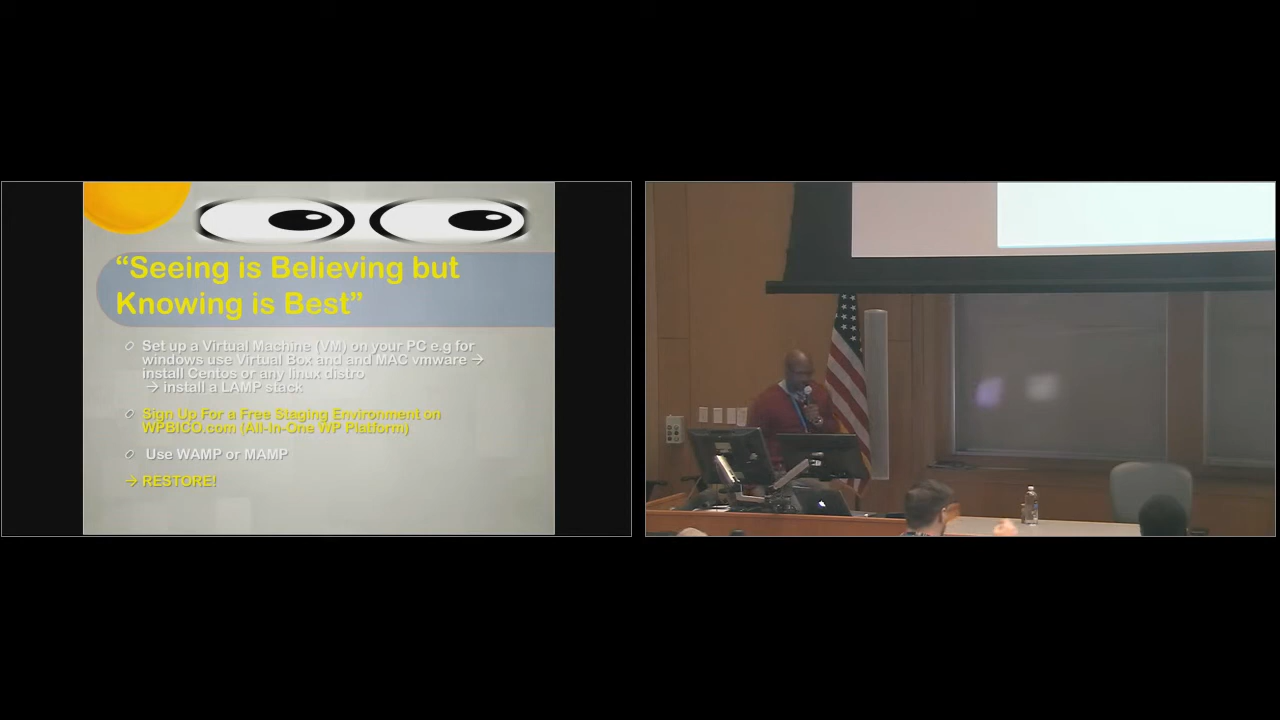 “Seeing is Believing but
Knowing is Best”
Set up a Virtual Machine (VM) on your PC e.g for
windows use Virtual Box and and MAC vmware →
install Centos or any linux distro
→ install a LAMP stack
Sign Up For a Free Staging Environment on
WPBICO.com (All-In-One WP Platform)
Use WAMP or MAMP
→ RESTORE!